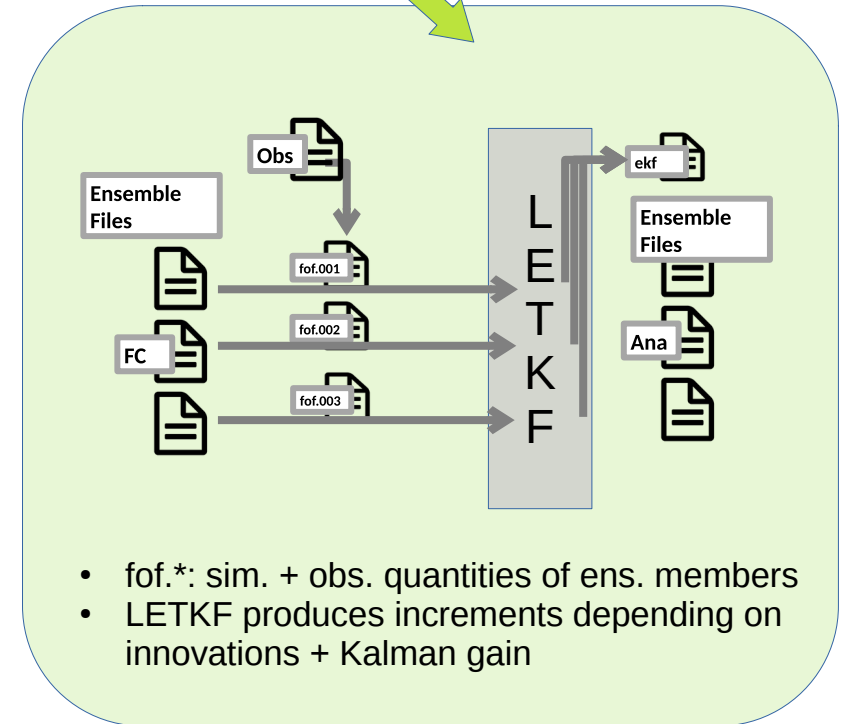 Obs
ekf
Ensemble
Files
Ensemble
Files
fof.001
fof.002
FC
Ana
fof.003
L
E
T
K
F
• fof.*: sim. + obs. quantities of ens. members
• LETKF produces increments depending on
innovations + Kalman gain